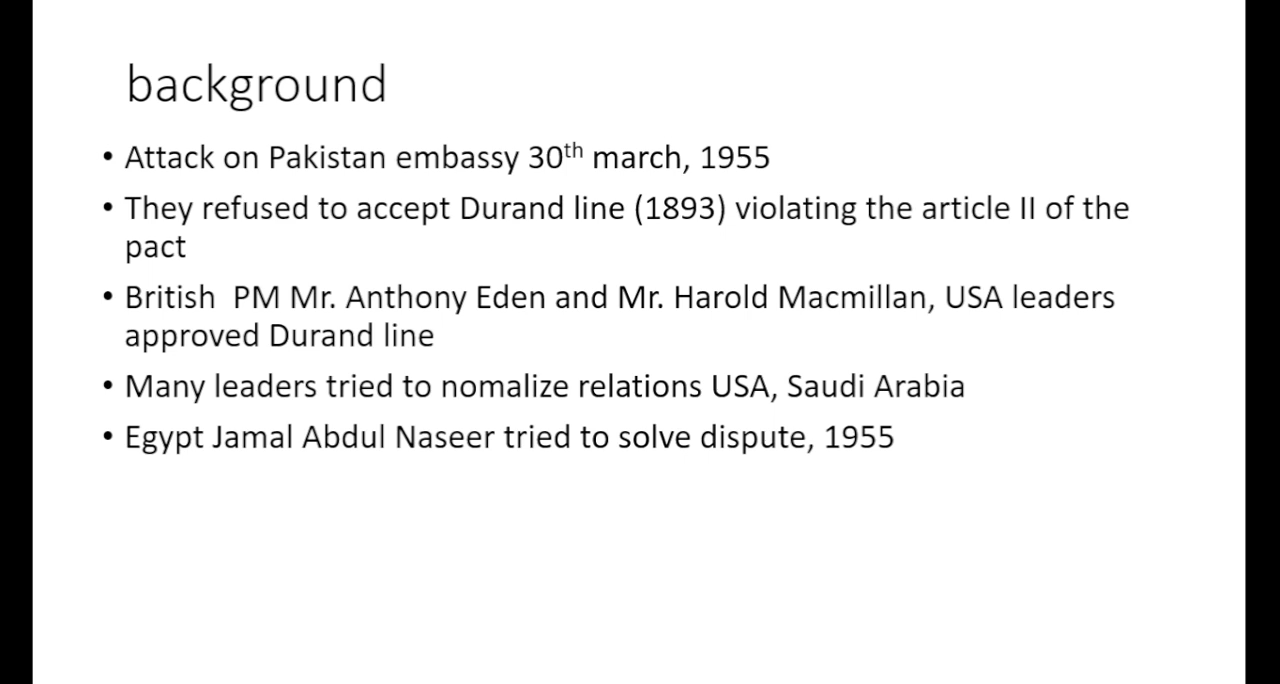 background
• Attack on Pakistan embassy 30th march, 1955
• They refused to accept Durand line (1893) violating the article II of the
pact
• British  PM Mr. Anthony Eden and Mr. Harold Macmillan, USA leaders
approved Durand line
• Many leaders tried to nomalize relations USA, Saudi Arabia
• Egypt Jamal Abdul Naseer tried to solve dispute, 1955